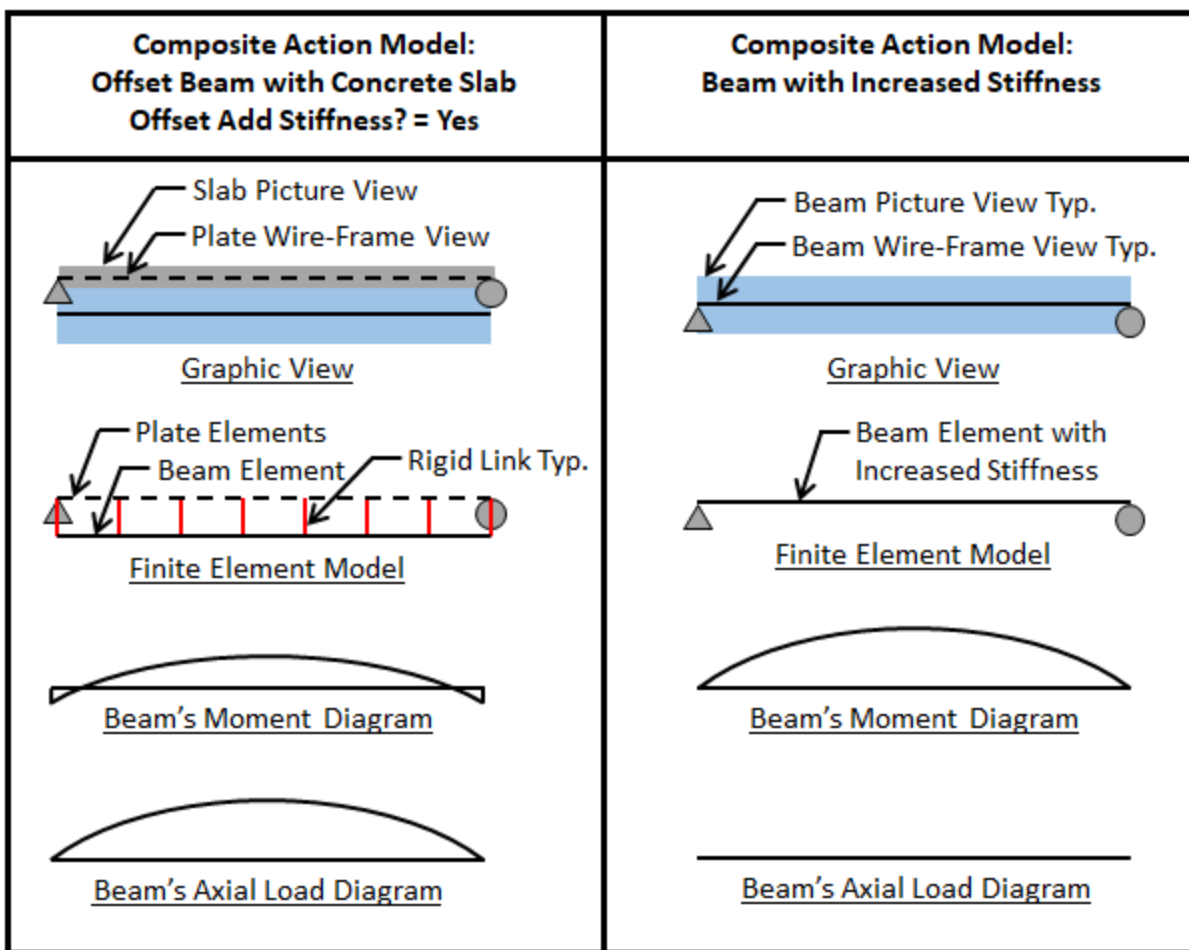 Composite Action Model:
Offset Beam with Concrete Slab
Offset Add Stiffness? = Yes
Composite Action Model:
Beam with Increased Stiffness
Slab Picture View
Plate Wire-Frame View
Graphic View
Plate Elements
Beam Element
Rigid Link Typ.
Finite Element Model
Beam's Moment Diagram
Beam's Axial Load Diagram
Beam Picture View Typ.
Beam Wire-Frame View Typ.
Graphic View
Beam Element with
Increased Stiffness
Finite Element Model
Beam's Moment Diagram
Beam's Axial Load Diagram